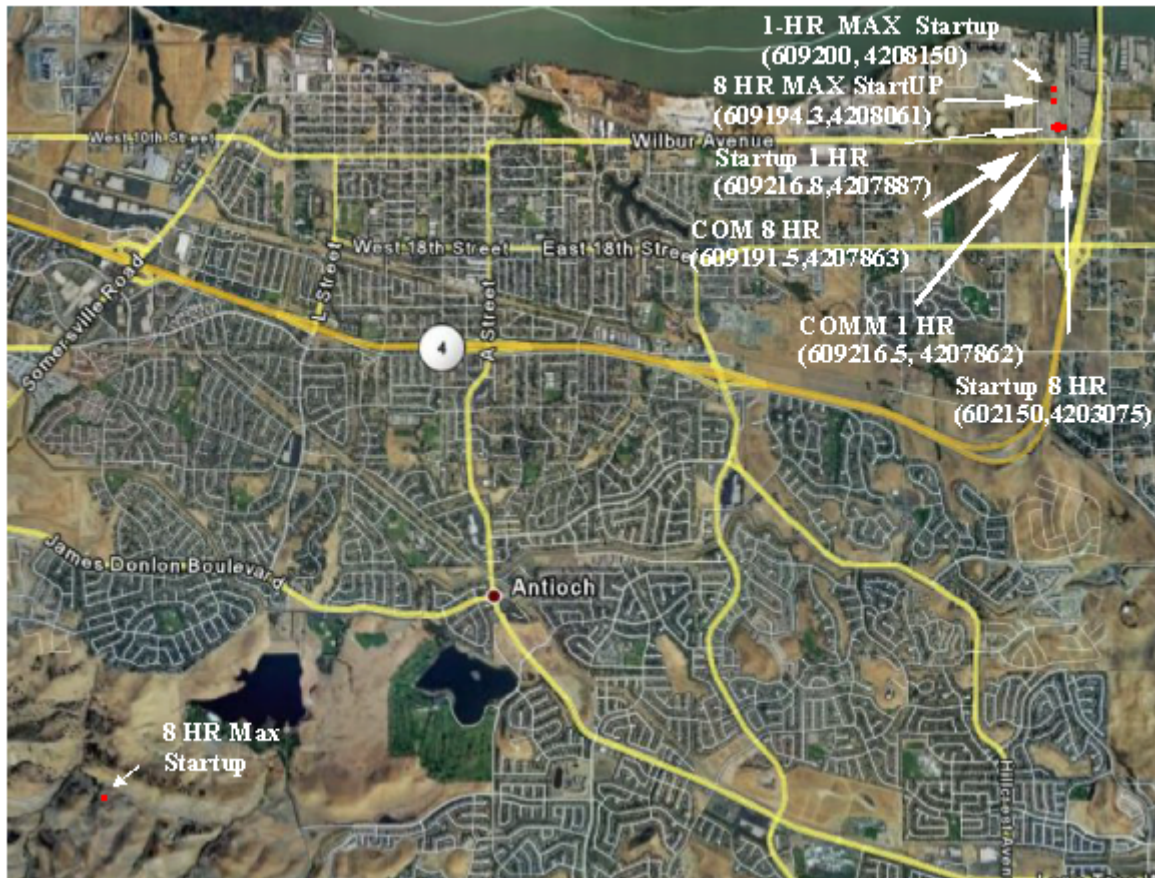 1-HR MAX Startup
(609200, 4208150)
8 HR MAX StartUP
(609194.3,4208061)
West 10th Street
Wilbur Avenue
Startup 1 HR
(609216.8,4207887)
COM 8 HR
(609191.5,4207863)
West 18th Street
East 18th Street
Somersville Road
L Street
A Street
4
COMM 1 HR
(609216.5, 4207862)
Startup 8 HR
(602150,4203075)
James Donlon Boulevard
Antioch
8 HR Max
Startup
Hillcrest Aven